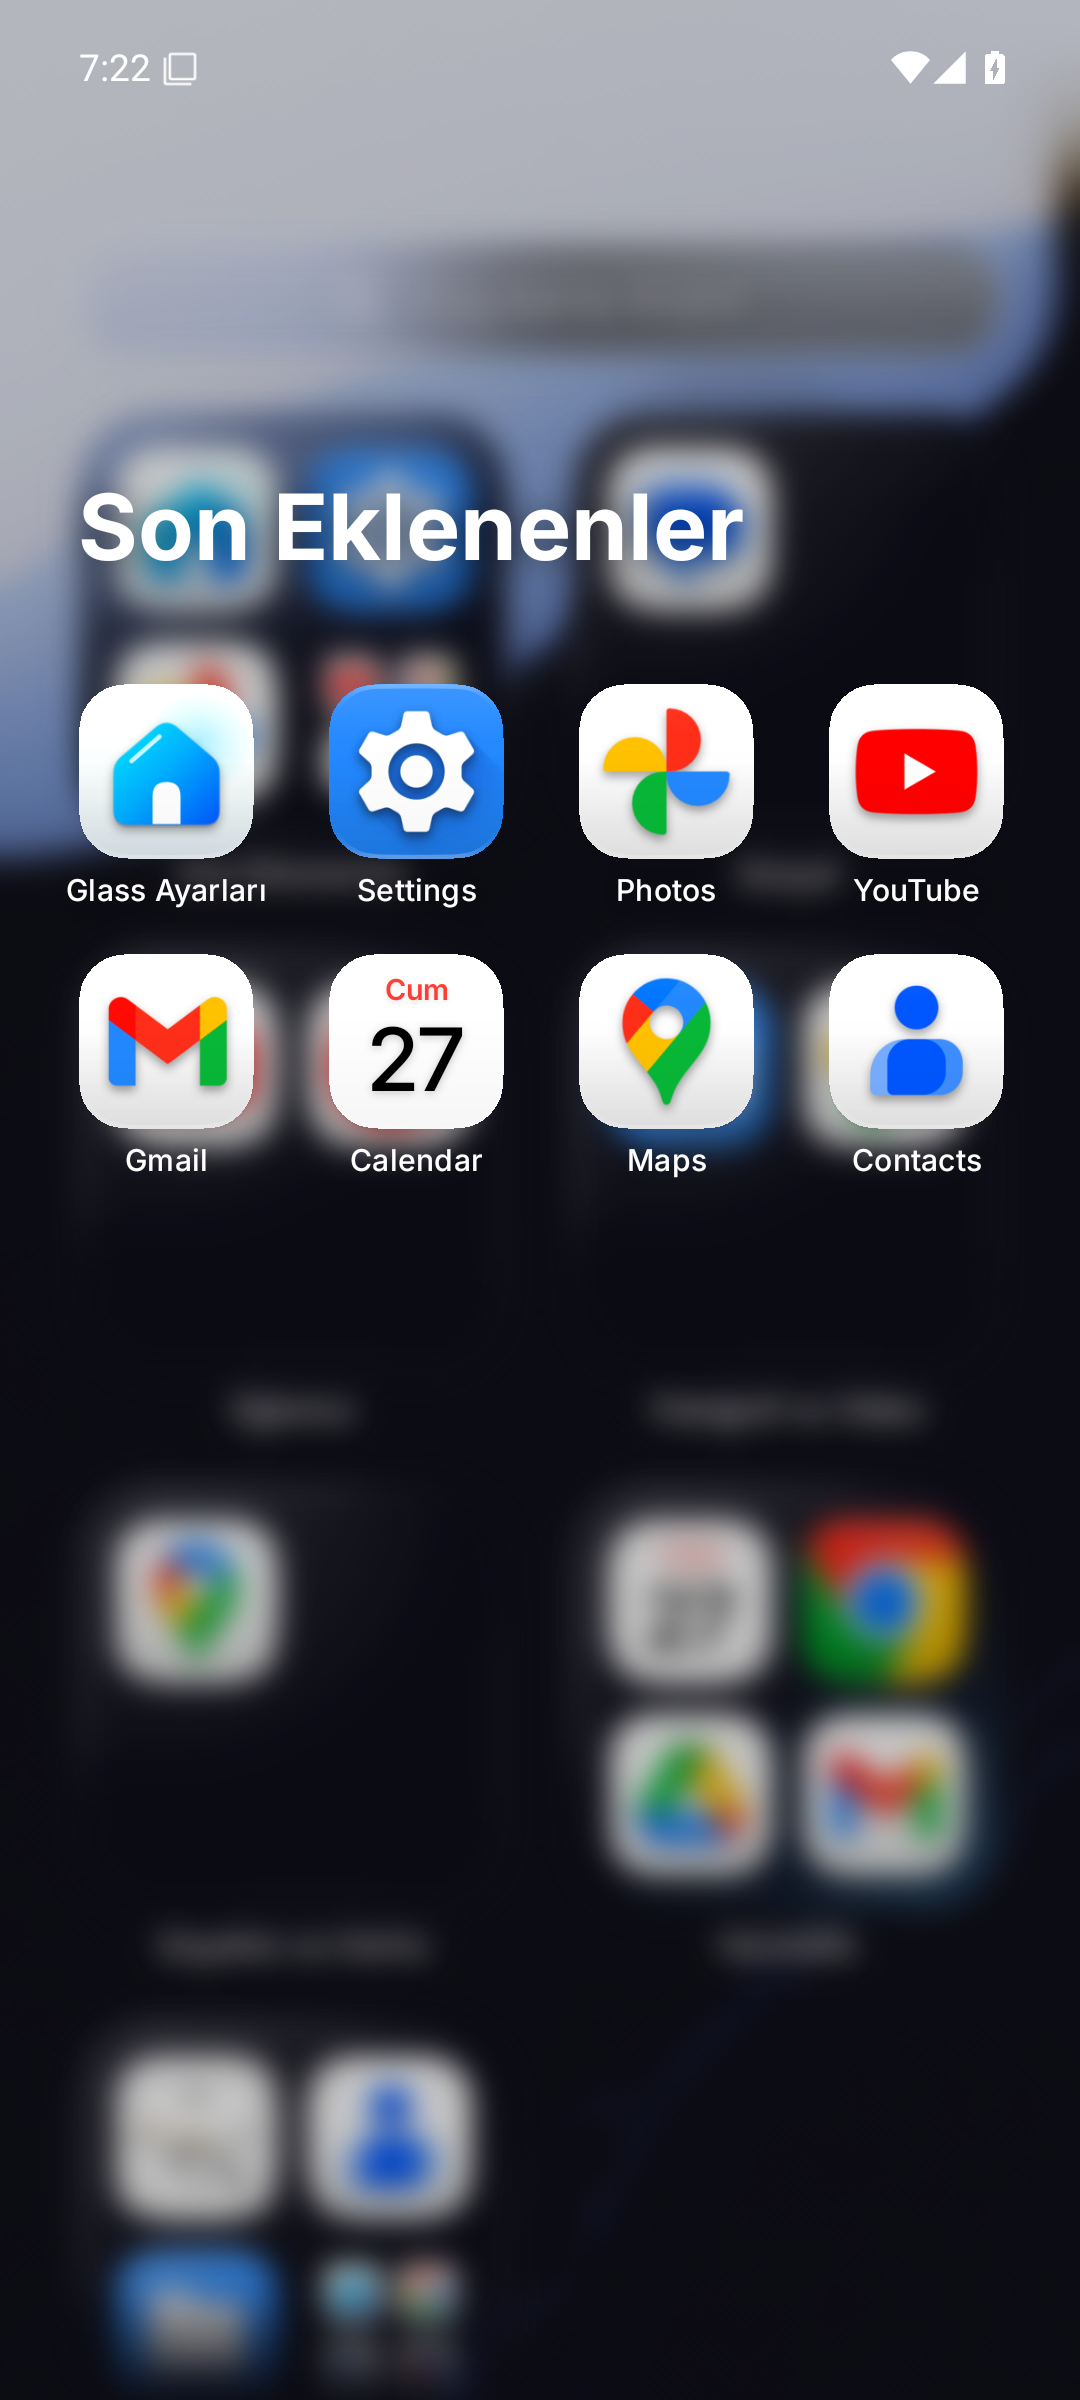 7:22
Son Eklenenler
Glass Ayarları
Settings
Photos
YouTube
Cum
27
Gmail
Calendar
Maps
Contacts